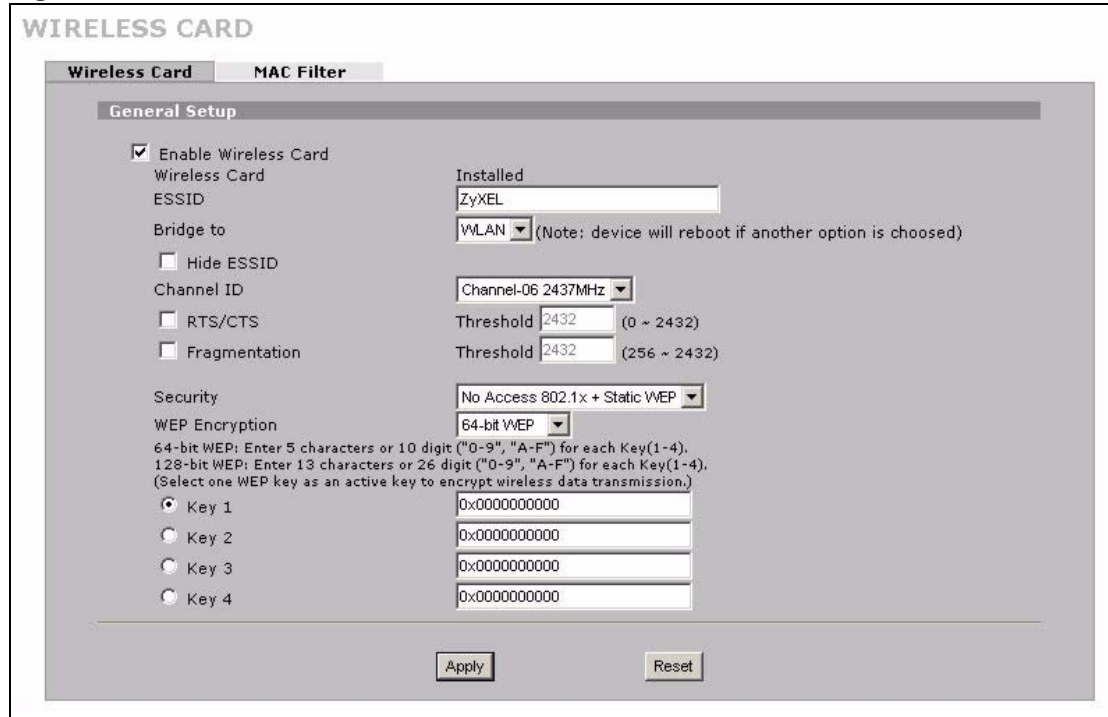 WIRELESS CARD
Wireless Card MAC Filter
General Setup
Enable Wireless Card
Wireless Card Installed
ESSID ZyXEL
Bridge to WLAN (Note: device will reboot if another option is choosed)
Hide ESSID
Channel ID Channel-06 2437MHz
RTS/CTS Threshold 2432 (0 ~ 2432)
Fragmentation Threshold 2432 (256 ~ 2432)
Security No Access 802.1x + Static WEP
WEP Encryption 64-bit WEP
64-bit WEP: Enter 5 characters or 10 digit ("0-9", "A-F") for each Key(1-4).
128-bit WEP: Enter 13 characters or 26 digit ("0-9", "A-F") for each Key(1-4).
(Select one WEP key as an active key to encrypt wireless data transmission.)
Key 1 0x0000000000
Key 2 0x0000000000
Key 3 0x0000000000
Key 4 0x0000000000
Apply Reset